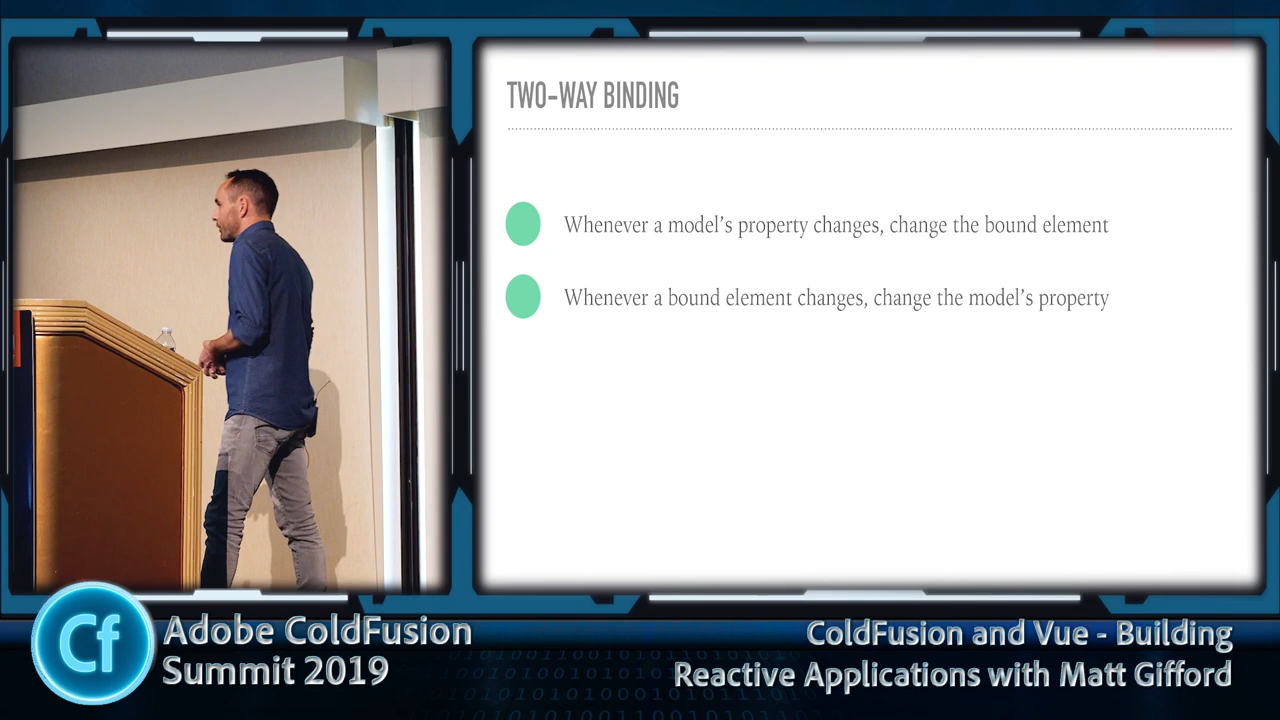 TWO-WAY BINDING
Whenever a model’s property changes, change the bound element
Whenever a bound element changes, change the model’s property
Cf
Adobe ColdFusion
Summit 2019
ColdFusion and Vue - Building
Reactive Applications with Matt Gifford